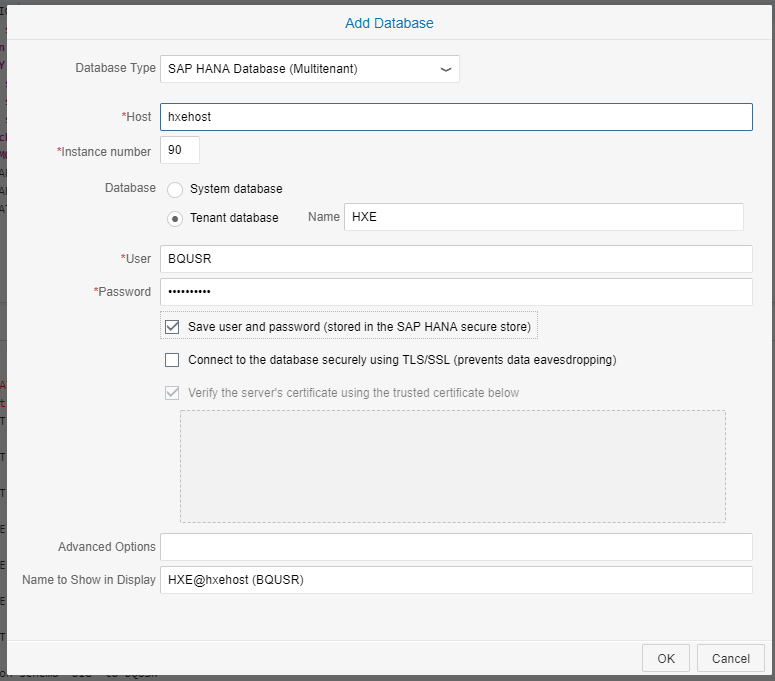 Add Database
Database Type SAP HANA Database (Multitenant)
*Host hxehost
*Instance number 90
Database System database
Tenant database Name HXE
*User BQUSR
*Password ••••••••••
Save user and password (stored in the SAP HANA secure store)
Connect to the database securely using TLS/SSL (prevents data eavesdropping)
Verify the server's certificate using the trusted certificate below
Advanced Options
Name to Show in Display HXE@hxehost (BQUSR)
OK Cancel